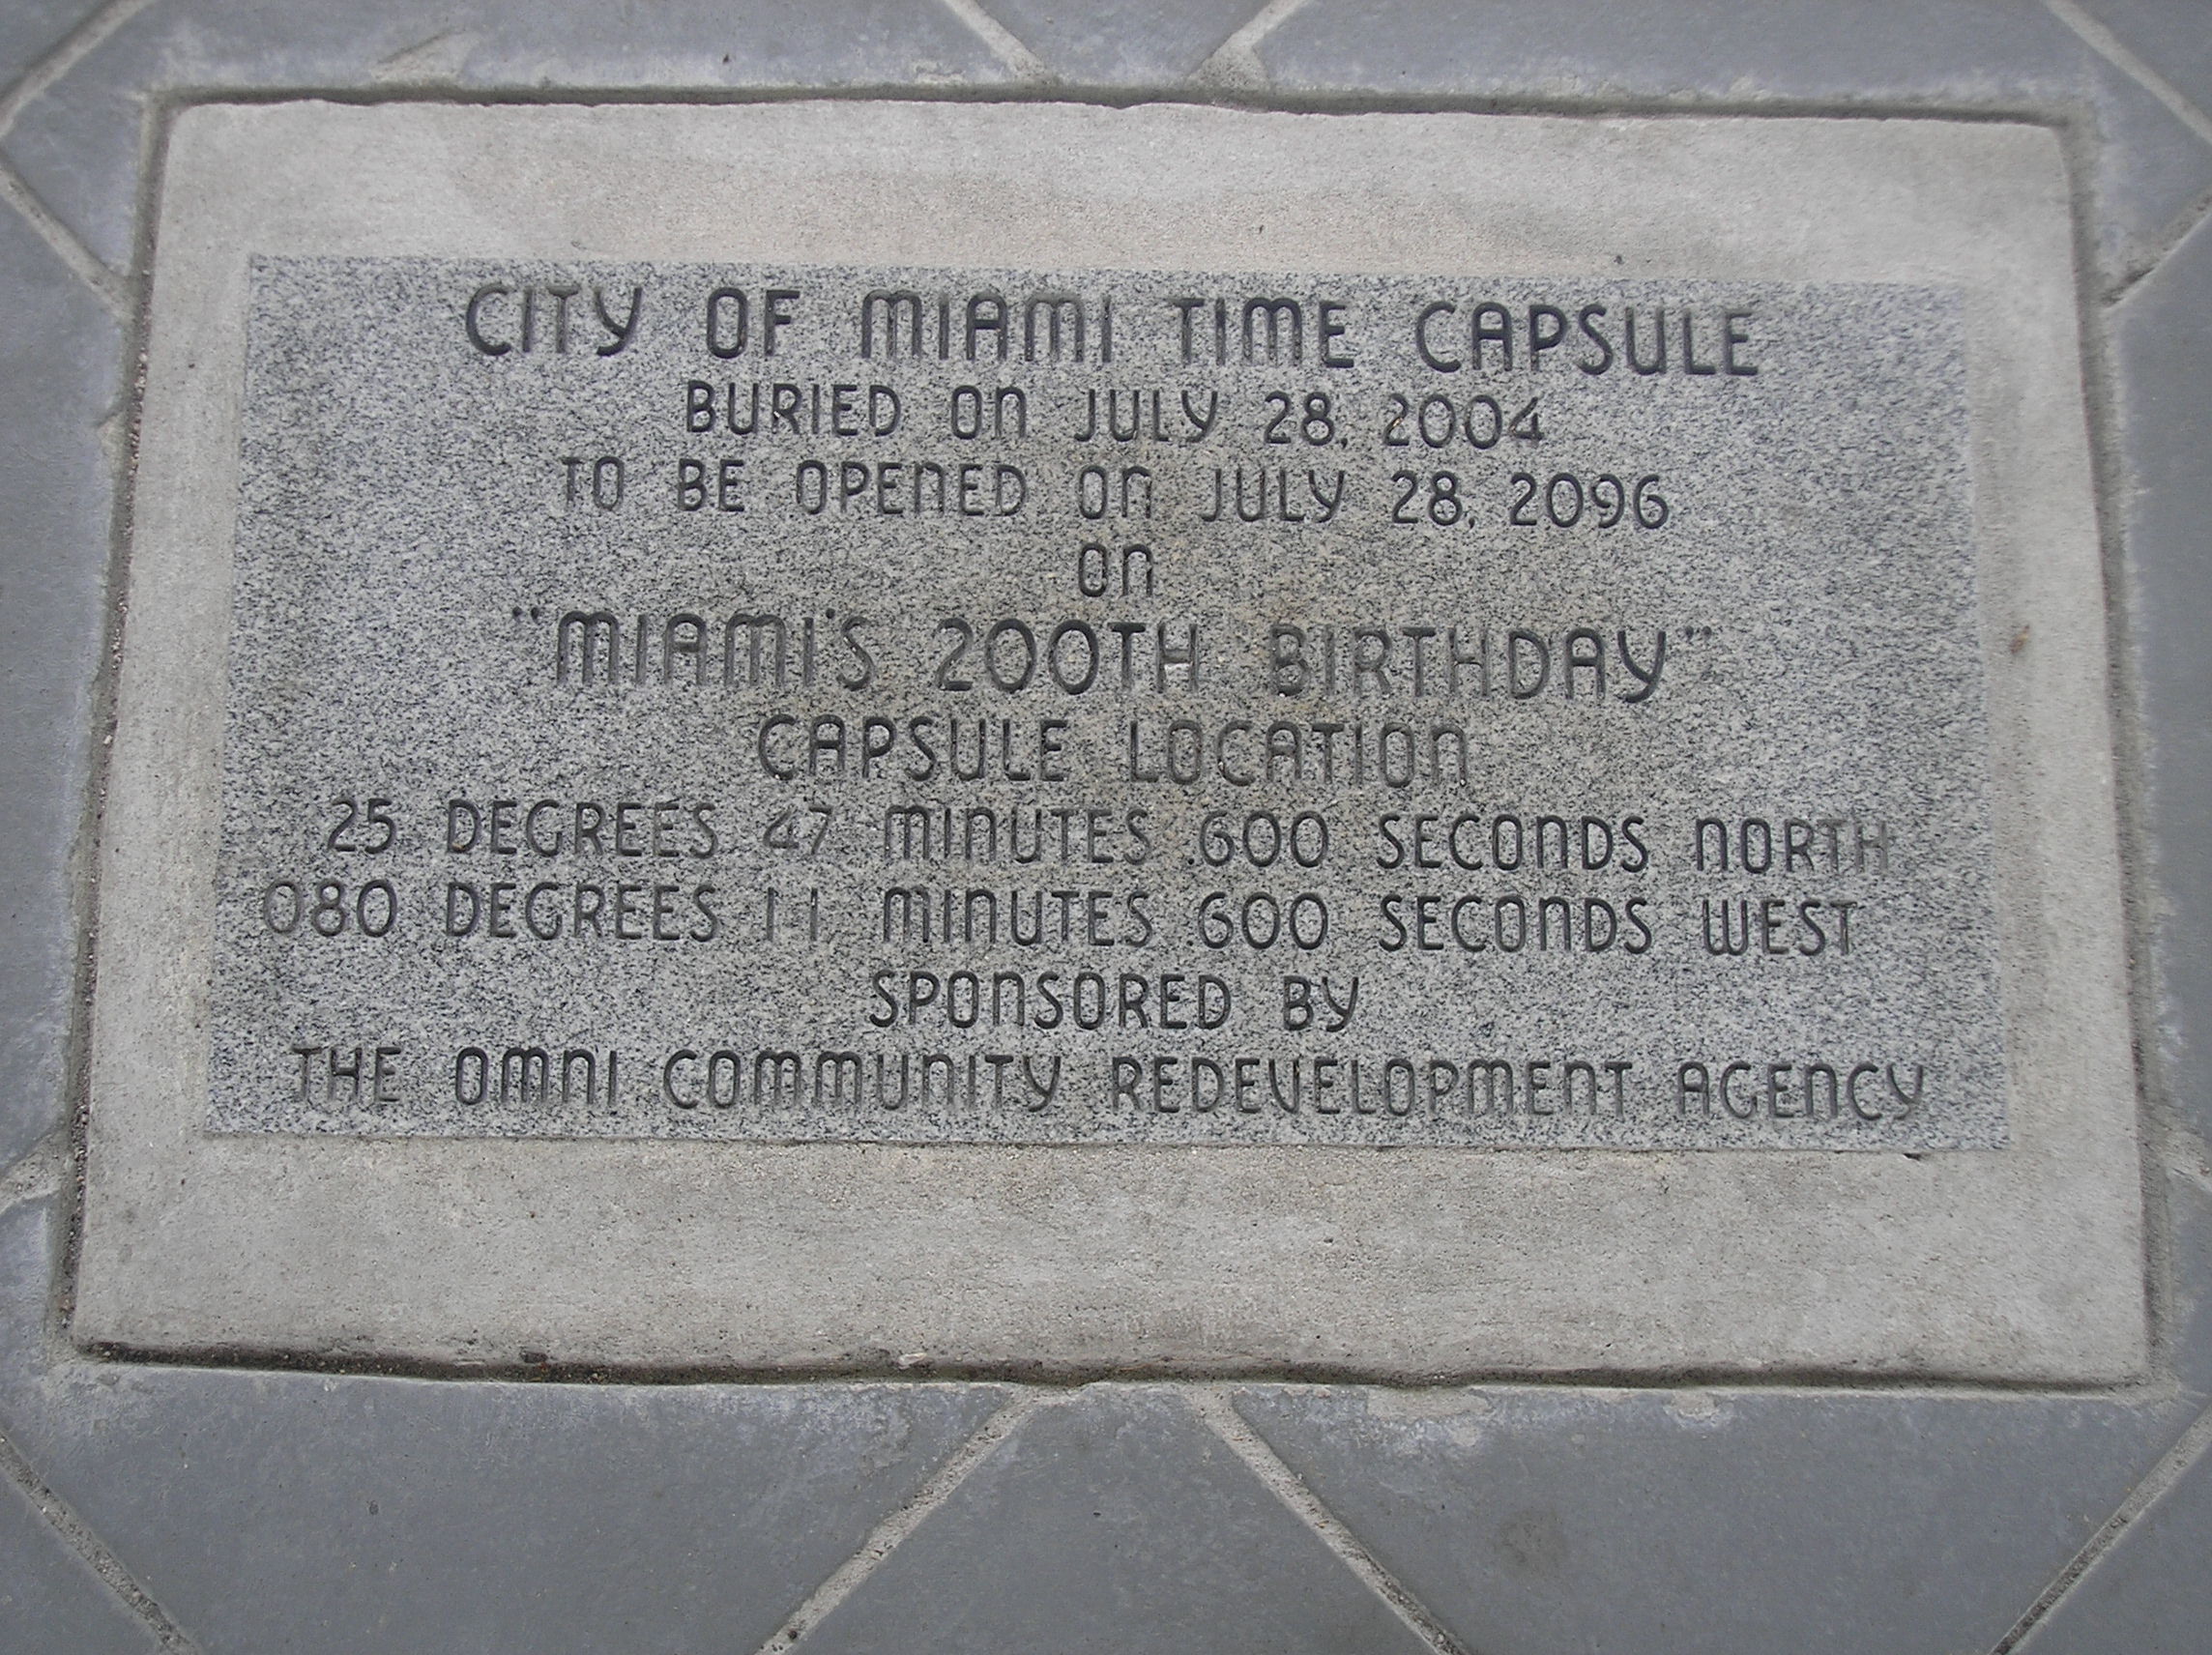 CITY OF MIAMI TIME CAPSULE
BURIED ON JULY 28, 2004
TO BE OPENED ON JULY 28, 2096
ON
"MIAMI'S 200TH BIRTHDAY"
CAPSULE LOCATION
25 DEGREES 47 MINUTES .600 SECONDS NORTH
080 DEGREES 11 MINUTES .600 SECONDS WEST
SPONSORED BY
THE OMNI COMMUNITY REDEVELOPMENT AGENCY